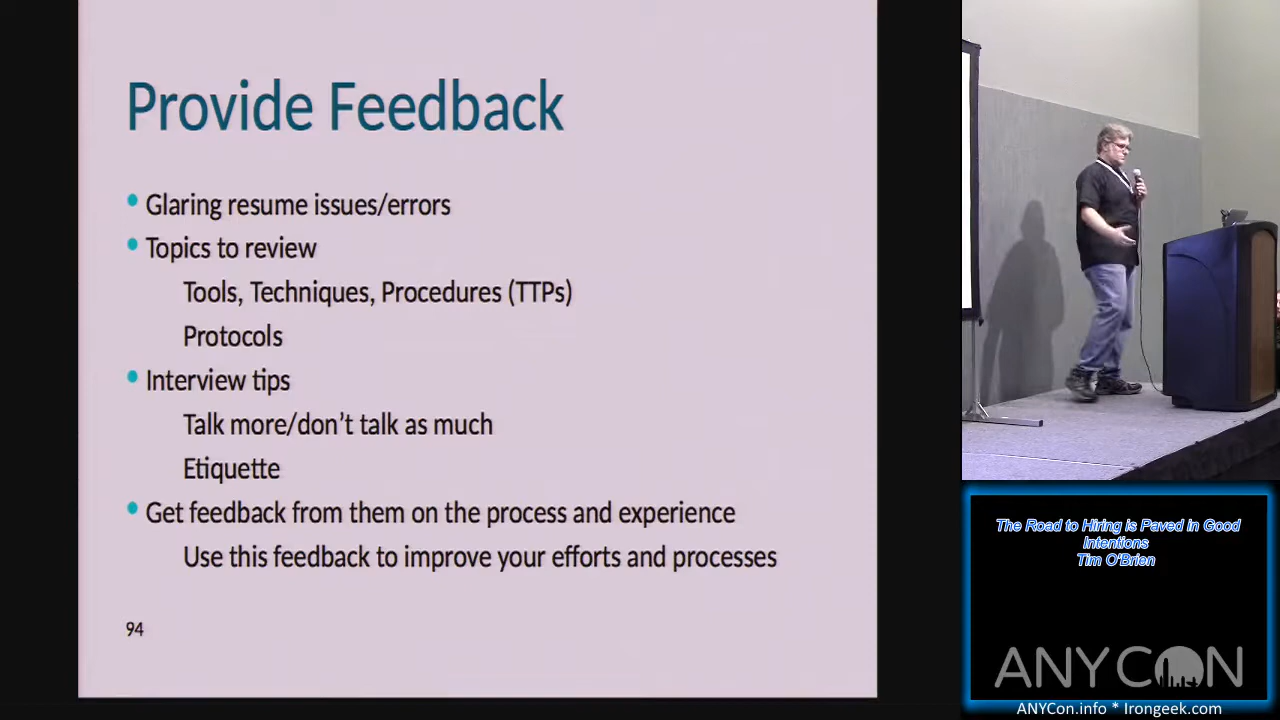 Provide Feedback
• Glaring resume issues/errors
• Topics to review
Tools, Techniques, Procedures (TTPs)
Protocols
• Interview tips
Talk more/don't talk as much
Etiquette
• Get feedback from them on the process and experience
Use this feedback to improve your efforts and processes
94
The Road to Hiring is Paved in Good
Intentions
Tim O'Brien
ANYCON
ANYCon.info * Irongeek.com